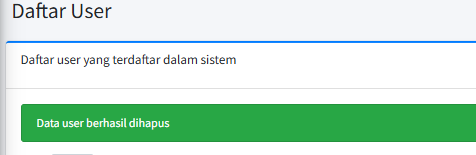 Daftar User
Daftar user yang terdaftar dalam sistem
Data user berhasil dihapus